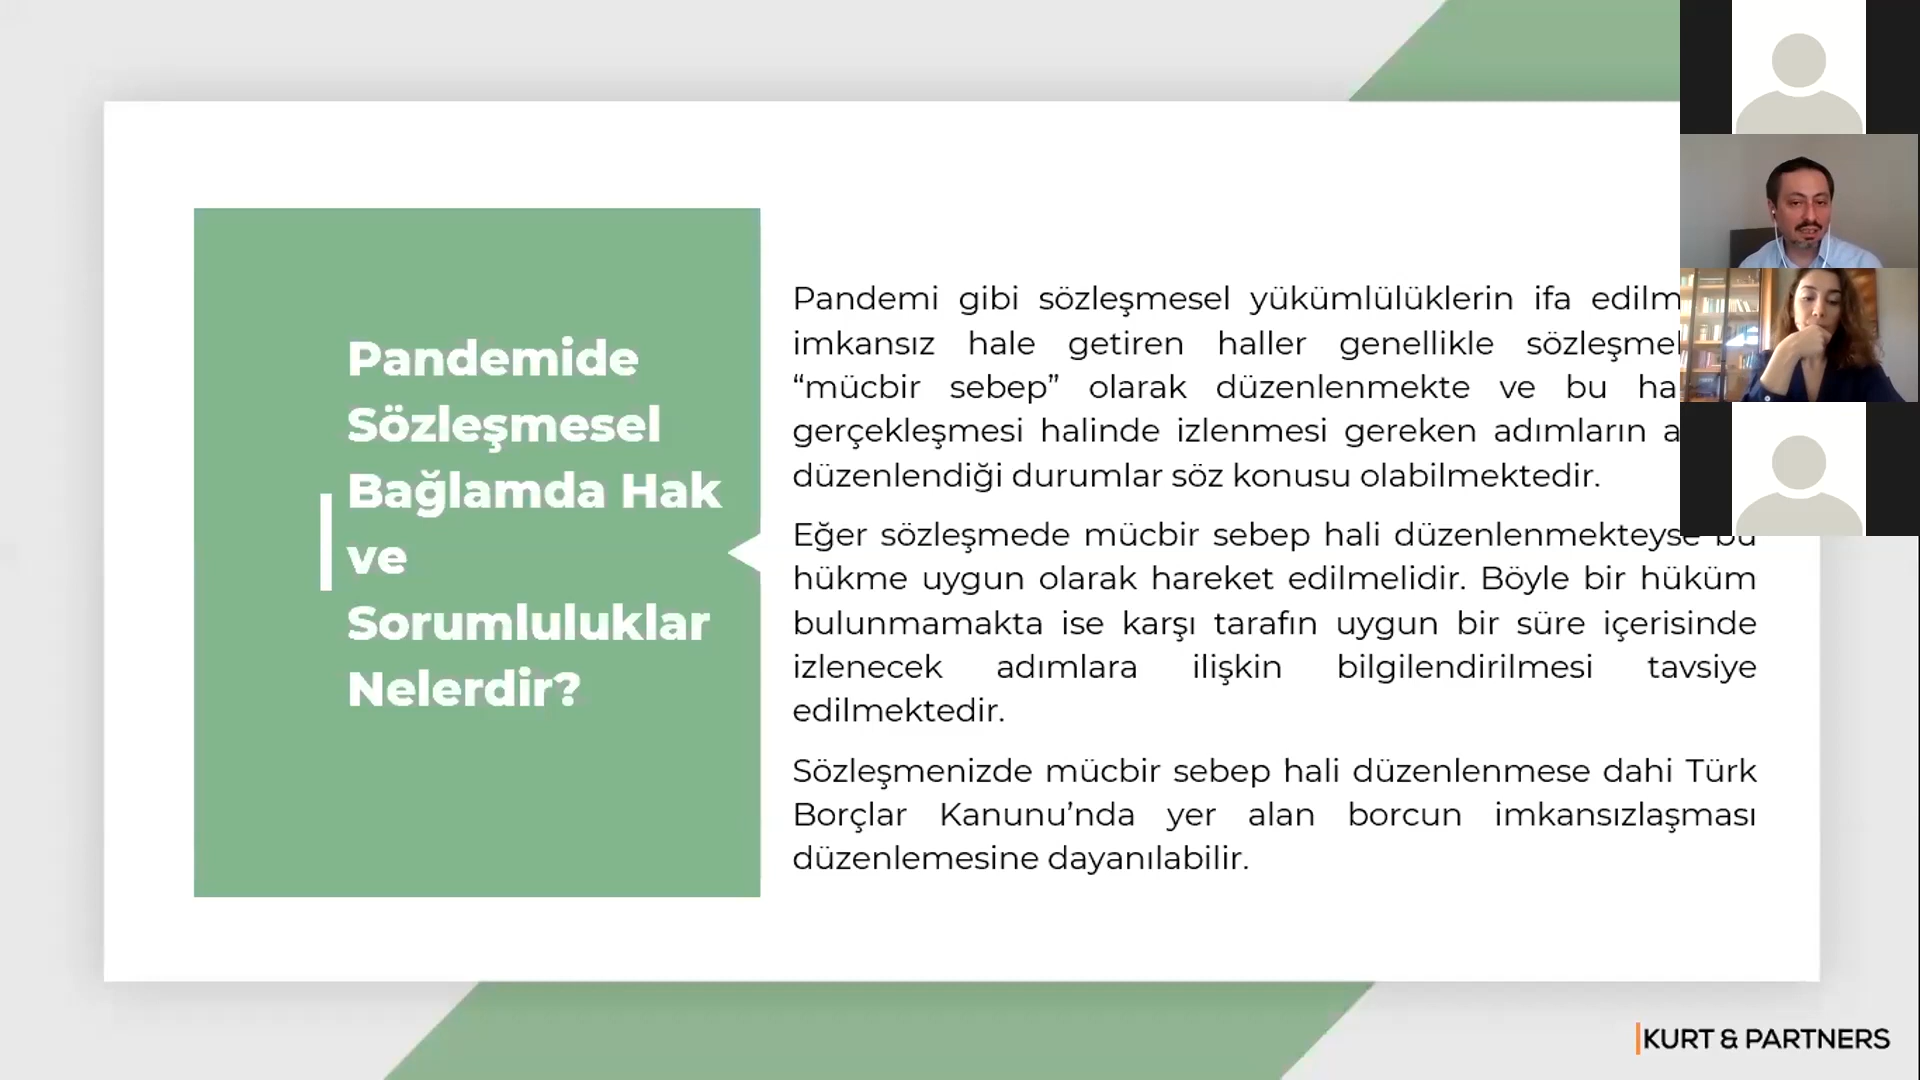 Pandemide
Sözleşmesel
Bağlamda Hak
ve
Sorumluluklar
Nelerdir?
Pandemi gibi sözleşmesel yükümlülüklerin ifa
imkansız hale getiren haller genellikle
“mücbir sebep” olarak düzenlenmekte ve bu
gerçekleşmesi halinde izlenmesi gereken adımların
düzenlendiği durumlar söz konusu olabilmektedir.
Eğer sözleşmede mücbir sebep hali düzenlenmekteyse bu
hükme uygun olarak hareket edilmelidir. Böyle bir hüküm
bulunmamakta ise karşı tarafın uygun bir süre içerisinde
izlenecek adımlara ilişkin bilgilendirilmesi tavsiye
edilmektedir.
Sözleşmenizde mücbir sebep hali düzenlenmese dahi Türk
Borçlar Kanunu’nda yer alan borcun imkansızlaşması
düzenlemesine dayanılabilir.
KURT & PARTNERS